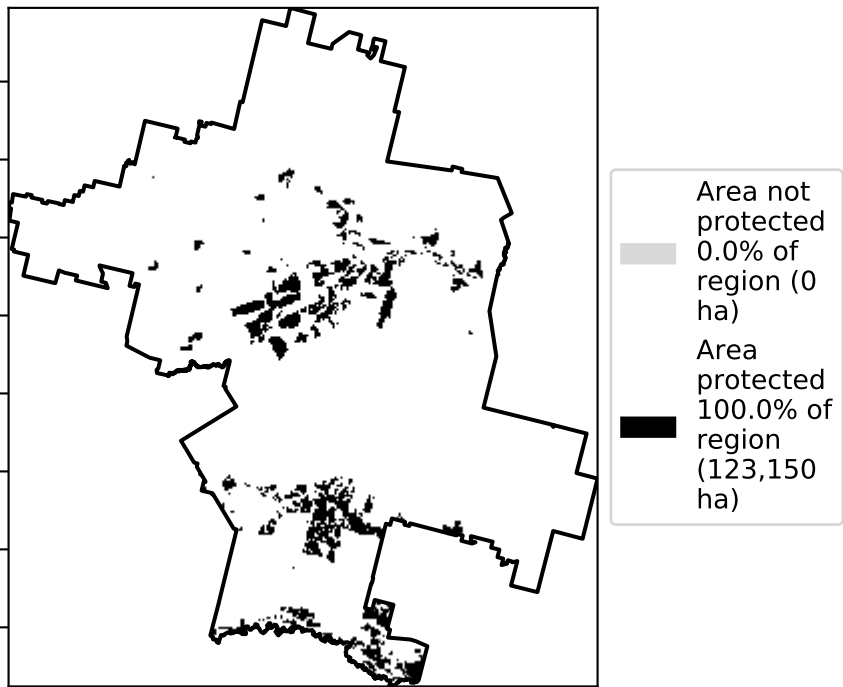 Area not
protected
0.0% of
region (0
ha)
Area
protected
100.0% of
region
(123,150
ha)